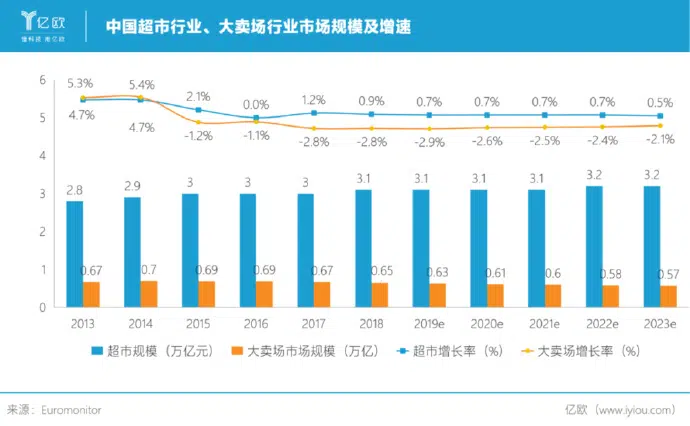 亿欧
懂科技 抢亿欧
中国超市行业、大卖场行业市场规模及增速
6
5
4
3
2
1
0
5.3% 5.4% 2.1% 0.0% 1.2% 0.9% 0.7% 0.7% 0.7% 0.7% 0.5%
4.7% 4.7% -1.2% -1.1% -2.8% -2.8% -2.9% -2.6% -2.5% -2.4% -2.1%
2.8 2.9 3 3 3 3.1 3.1 3.1 3.1 3.2 3.2
0.67 0.7 0.69 0.69 0.67 0.65 0.63 0.61 0.6 0.58 0.57
2013 2014 2015 2016 2017 2018 2019e 2020e 2021e 2022e 2023e
超市规模（万亿元） 大卖场市场规模（万亿） 超市增长率（%） 大卖场增长率（%）
来源：Euromonitor 亿欧（www.iyiou.com）